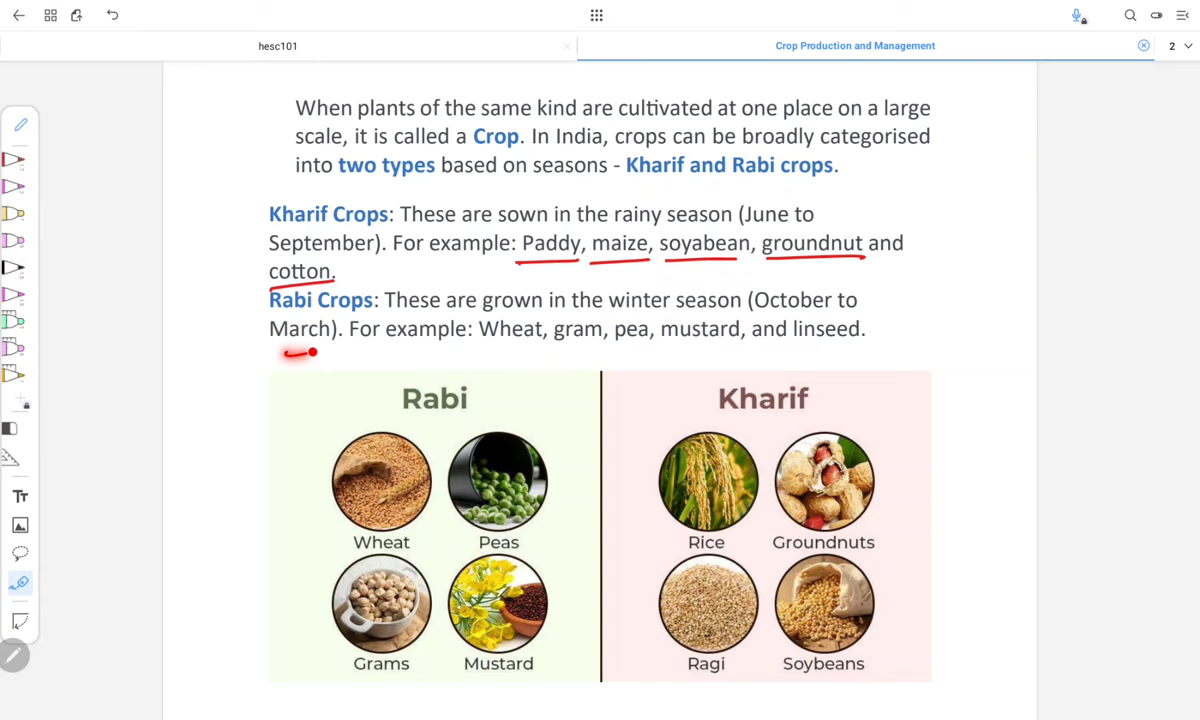 hesc101
Crop Production and Management
2
When plants of the same kind are cultivated at one place on a large
scale, it is called a Crop. In India, crops can be broadly categorised
into two types based on seasons - Kharif and Rabi crops.
Kharif Crops: These are sown in the rainy season (June to
September). For example: Paddy, maize, soyabean, groundnut and
cotton.
Rabi Crops: These are grown in the winter season (October to
March). For example: Wheat, gram, pea, mustard, and linseed.
Rabi
Kharif
Wheat
Peas
Rice
Groundnuts
Grams
Mustard
Ragi
Soybeans
TT